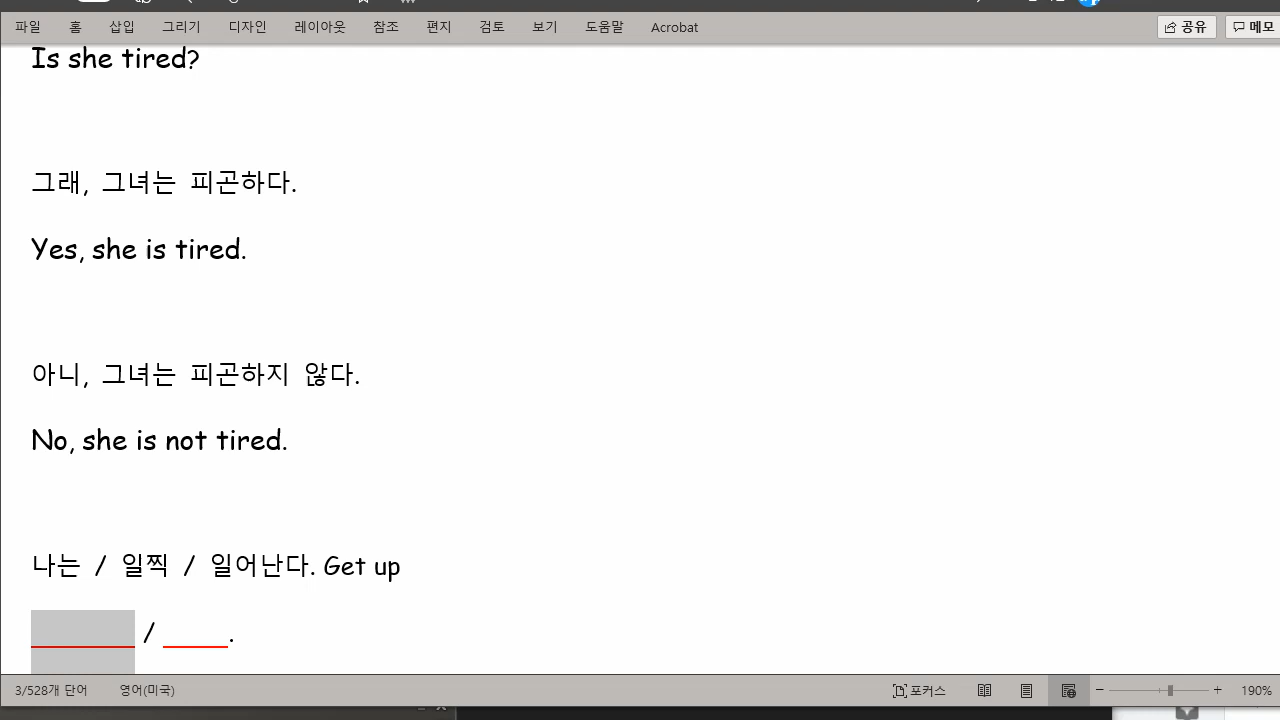 파일 홈 삽입 그리기 디자인 레이아웃 참조 편지 검토 보기 도움말 Acrobat 공유 메모
Is she tired?
그래, 그녀는 피곤하다.
Yes, she is tired.
아니, 그녀는 피곤하지 않다.
No, she is not tired.
나는 / 일찍 / 일어난다. Get up
/ .
3/528개 단어 영어(미국) 포커스 190%